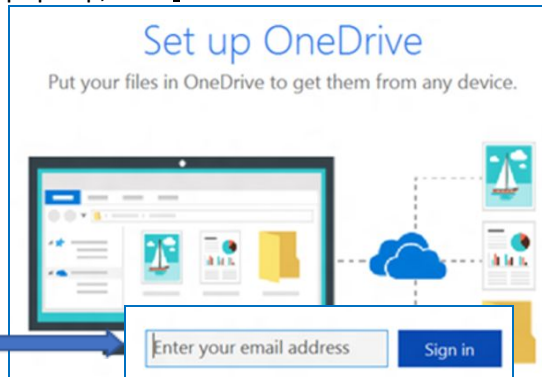 Set up OneDrive
Put your files in OneDrive to get them from any device.
Enter your email address
Sign in